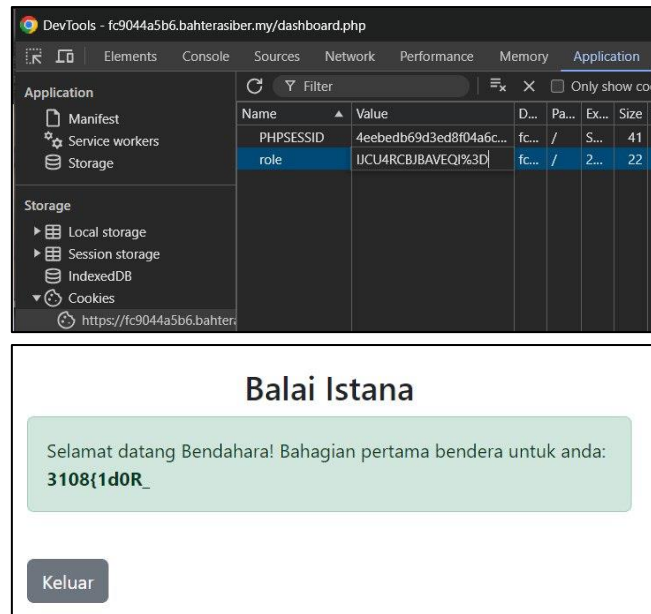 DevTools - fc9044a5b6.bahterasiber.my/dashboard.php
Elements Console Sources Network Performance Memory Application
Application
Manifest
Service workers
Storage
Storage
Local storage
Session storage
IndexedDB
Cookies
https://fc9044a5b6.bahtera
Filter Only show coo
Name Value D... Pa... Ex... Size
PHPSESSID 4eebedb69d3ed8f04a6c... fc... / S... 41
role IJCU4RCBJBAVEQI%3D fc... / 2... 22
Balai Istana
Selamat datang Bendahara! Bahagian pertama bendera untuk anda:
3108{1d0R_
Keluar